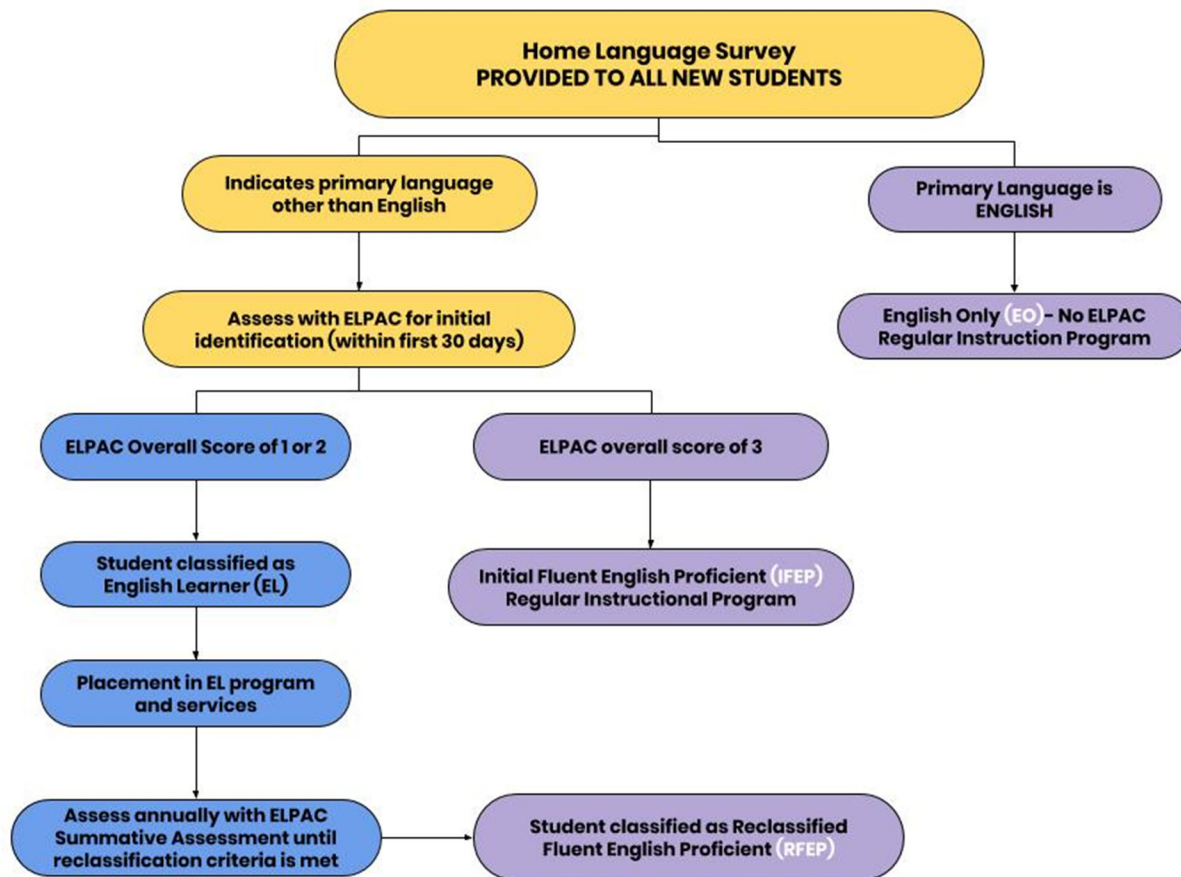 Home Language Survey
PROVIDED TO ALL NEW STUDENTS
Indicates primary language
other than English
Primary Language is
ENGLISH
Assess with ELPAC for initial
identification (within first 30 days)
English Only (EO)- No ELPAC
Regular Instruction Program
ELPAC Overall Score of 1 or 2
ELPAC overall score of 3
Student classified as
English Learner (EL)
Initial Fluent English Proficient (IFEP)
Regular Instructional Program
Placement in EL program
and services
Assess annually with ELPAC
Summative Assessment until
reclassification criteria is met
Student classified as Reclassified
Fluent English Proficient (RFEP)